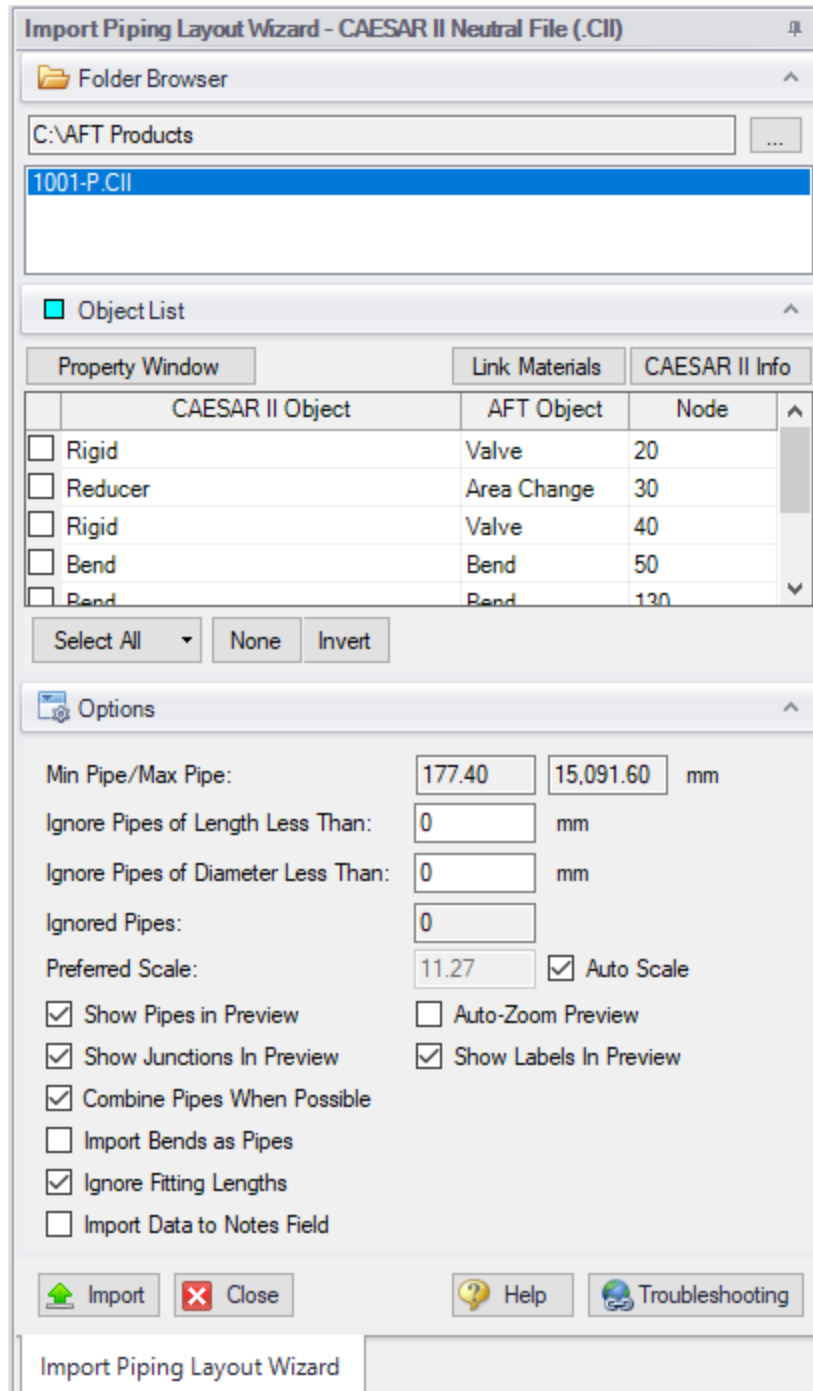 Import Piping Layout Wizard - CAESAR II Neutral File (.CII)
Folder Browser
C:\AFT Products
...
1001-P.CII
Object List
Property Window Link Materials CAESAR II Info
CAESAR II Object AFT Object Node
Rigid Valve 20
Reducer Area Change 30
Rigid Valve 40
Bend Bend 50
Bend Bend 130
Select All None Invert
Options
Min Pipe/Max Pipe: 177.40 15,091.60 mm
Ignore Pipes of Length Less Than: 0 mm
Ignore Pipes of Diameter Less Than: 0 mm
Ignored Pipes: 0
Preferred Scale: 11.27 Auto Scale
Show Pipes in Preview Auto-Zoom Preview
Show Junctions In Preview Show Labels In Preview
Combine Pipes When Possible
Import Bends as Pipes
Ignore Fitting Lengths
Import Data to Notes Field
Import Close Help Troubleshooting
Import Piping Layout Wizard